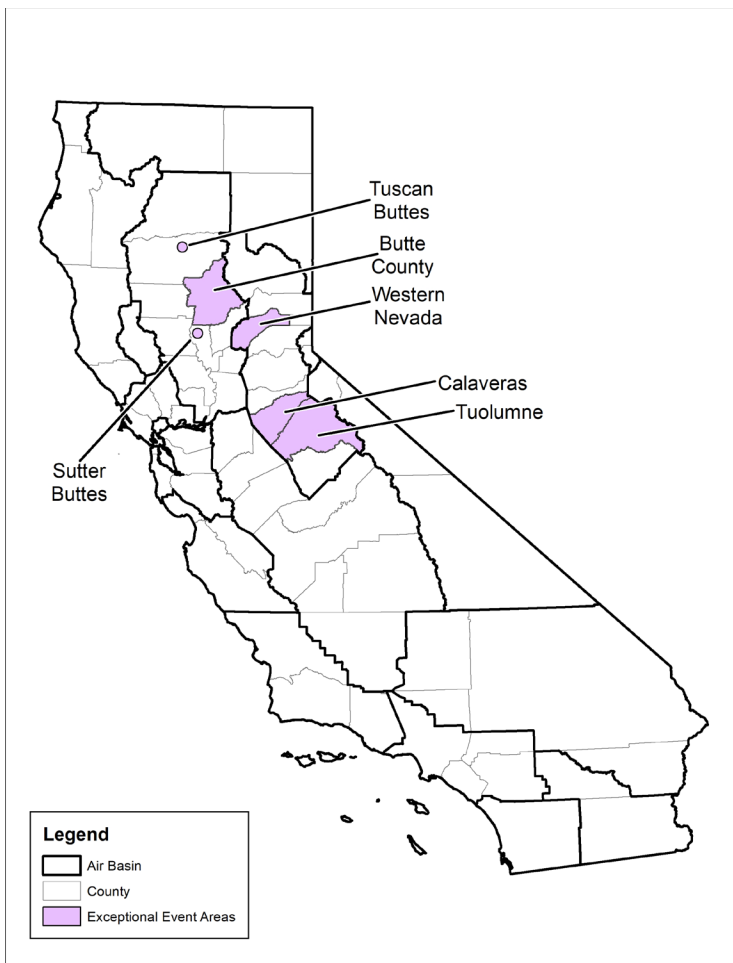 Tuscan
Buttes
Butte
County
Western
Nevada
Calaveras
Tuolumne
Sutter
Buttes
Legend
Air Basin
County
Exceptional Event Areas